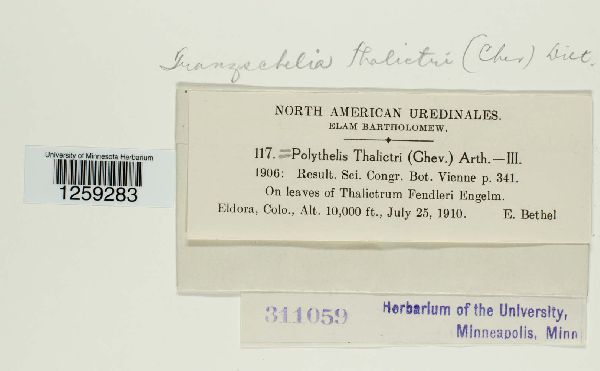 Tranzschelia thalictri (Chev) Diet.
NORTH AMERICAN UREDINALES.
ELAM BARTHOLOMEW.
117. =Polythelis Thalictri (Chev.) Arth.—III.
1906: Result. Sci. Congr. Bot. Vienne p. 341.
On leaves of Thalictrum Fendleri Engelm.
Eldora, Colo., Alt. 10,000 ft., July 25, 1910. E. Bethel
University of Minnesota Herbarium
1259283
311059 Herbarium of the University,
Minneapolis, Minn